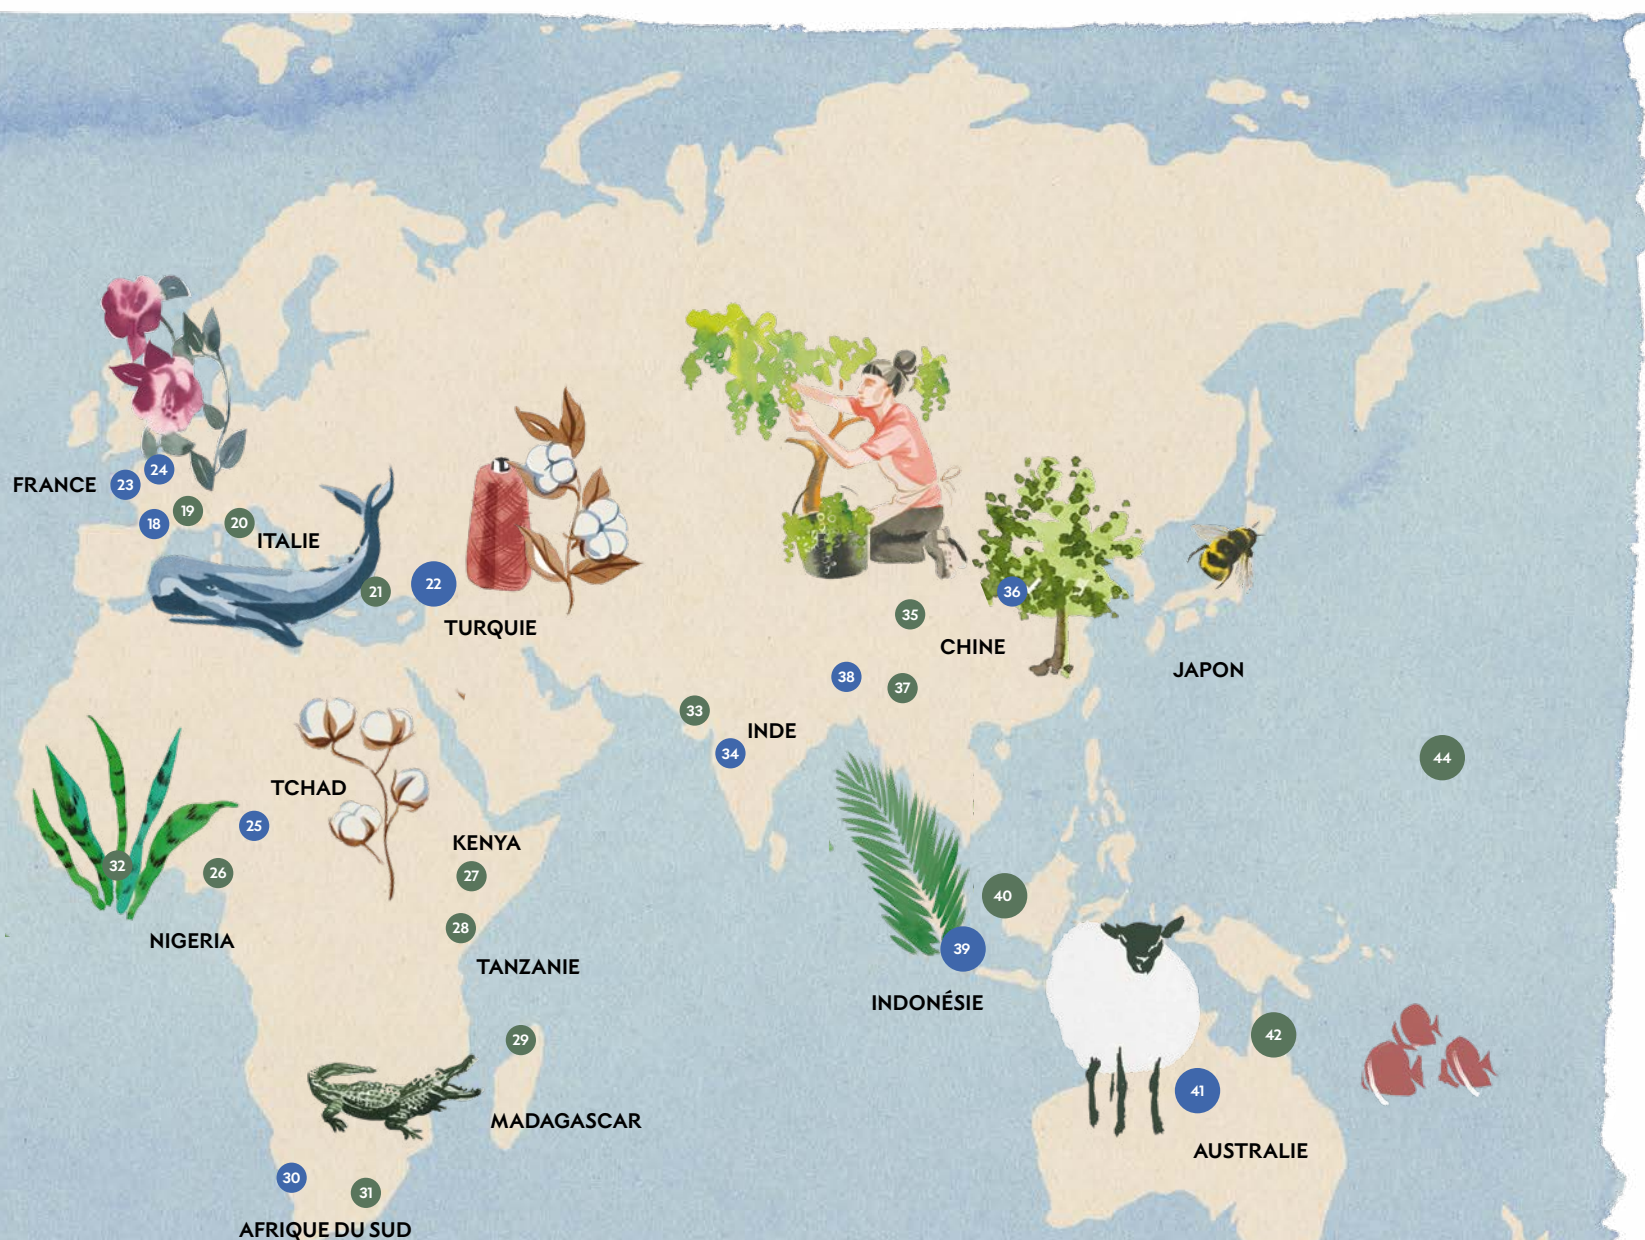 24
FRANCE 23
19
18
20
ITALIE
21
22
TURQUIE
36
35
CHINE
JAPON
38
37
33
INDE
34
44
TCHAD
25
KENYA
32
26
27
40
28
NIGERIA
39
TANZANIE
INDONÉSIE
29
42
41
MADAGASCAR
AUSTRALIE
30
31
AFRIQUE DU SUD